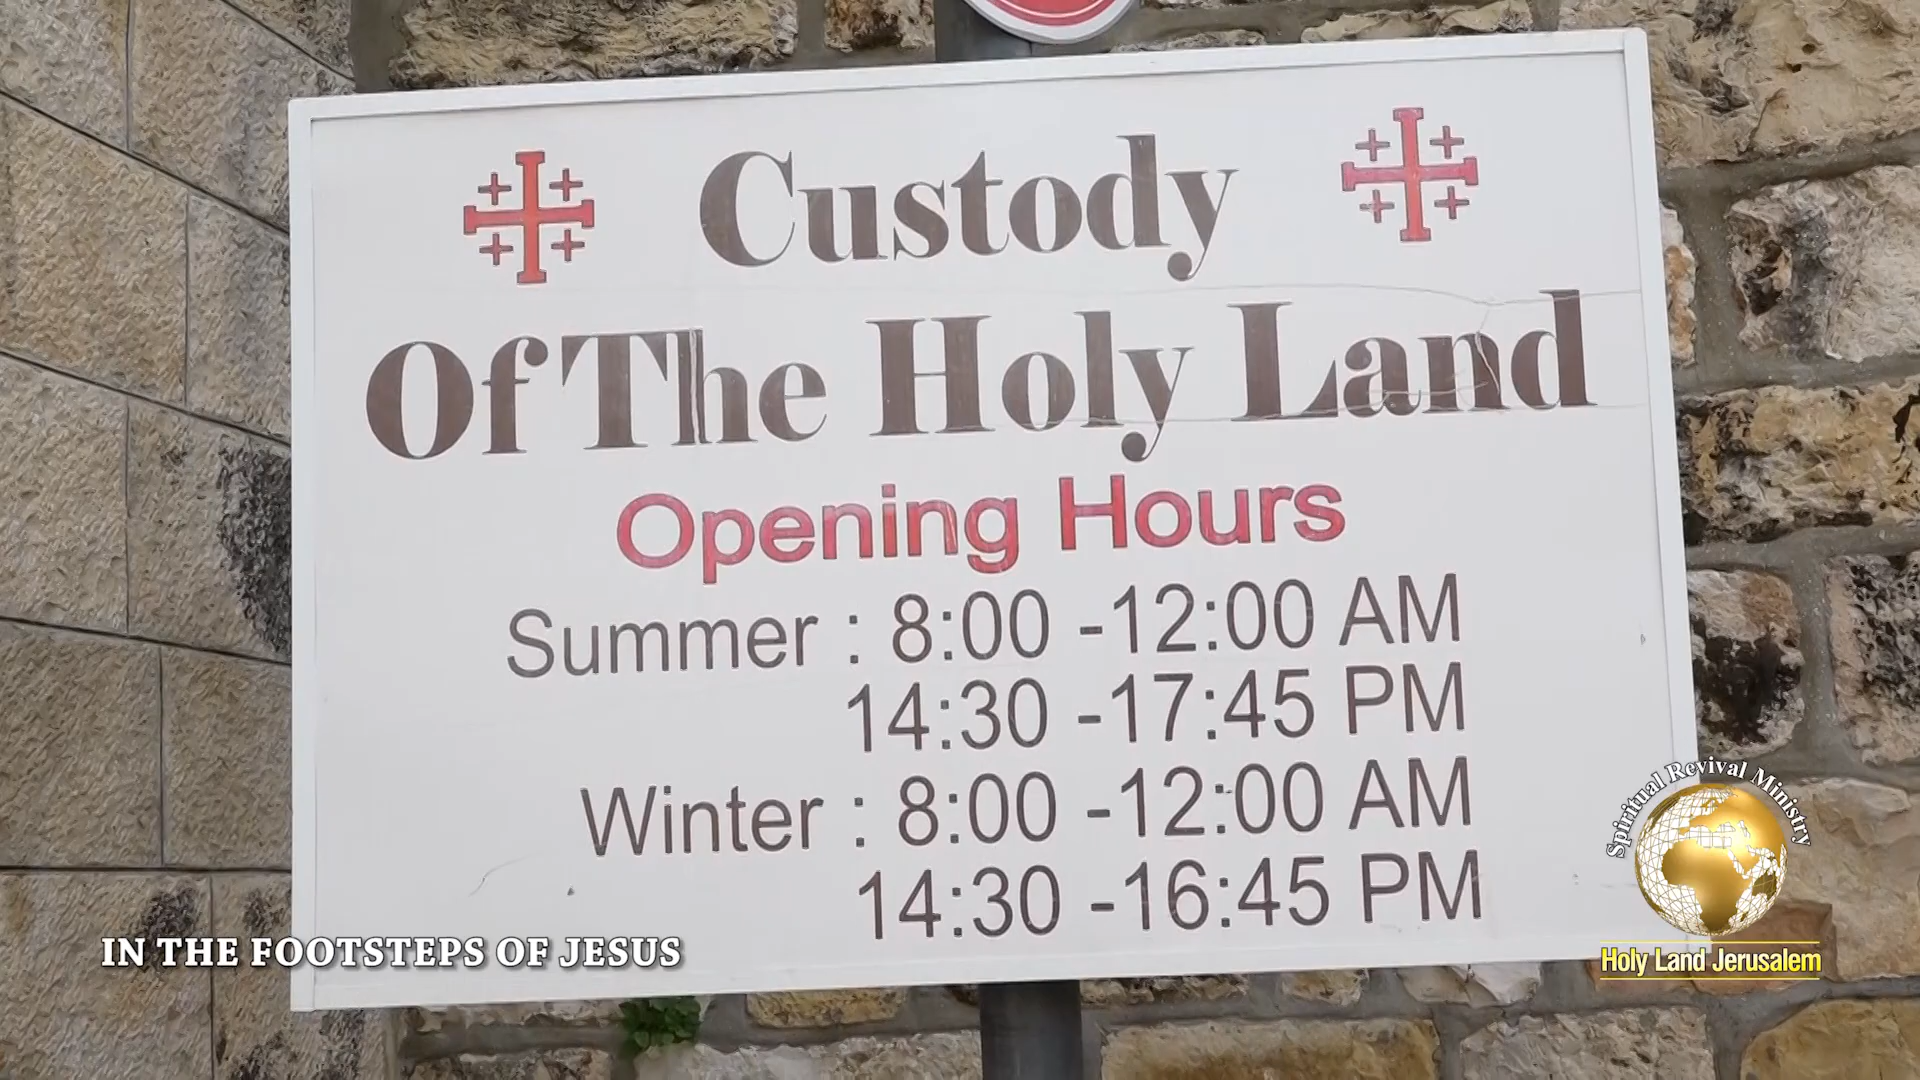 Custody
Of The Holy Land
Opening Hours
Summer : 8:00 -12:00 AM
14:30 -17:45 PM
Winter : 8:00 -12:00 AM
14:30 -16:45 PM
IN THE FOOTSTEPS OF JESUS
Spiritual Revival Ministry
Holy Land Jerusalem